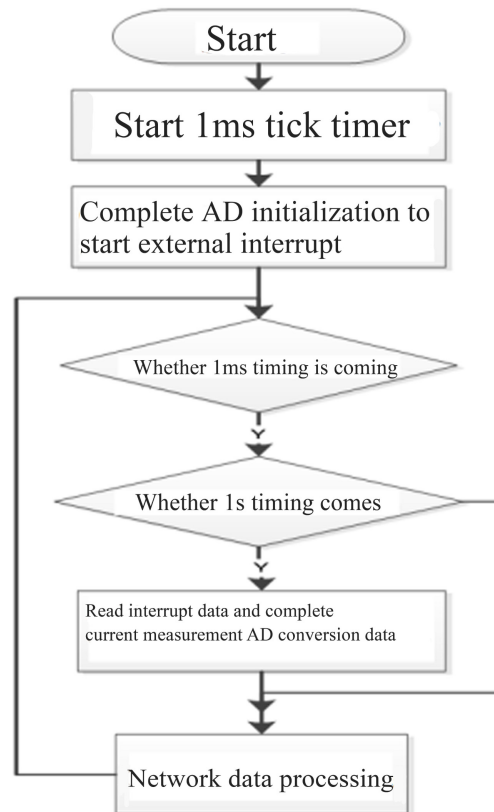 Start
Start 1ms tick timer
Complete AD initialization to
start external interrupt
Whether 1ms timing is coming
Y
Whether 1s timing comes
Y
Read interrupt data and complete
current measurement AD conversion data
Network data processing